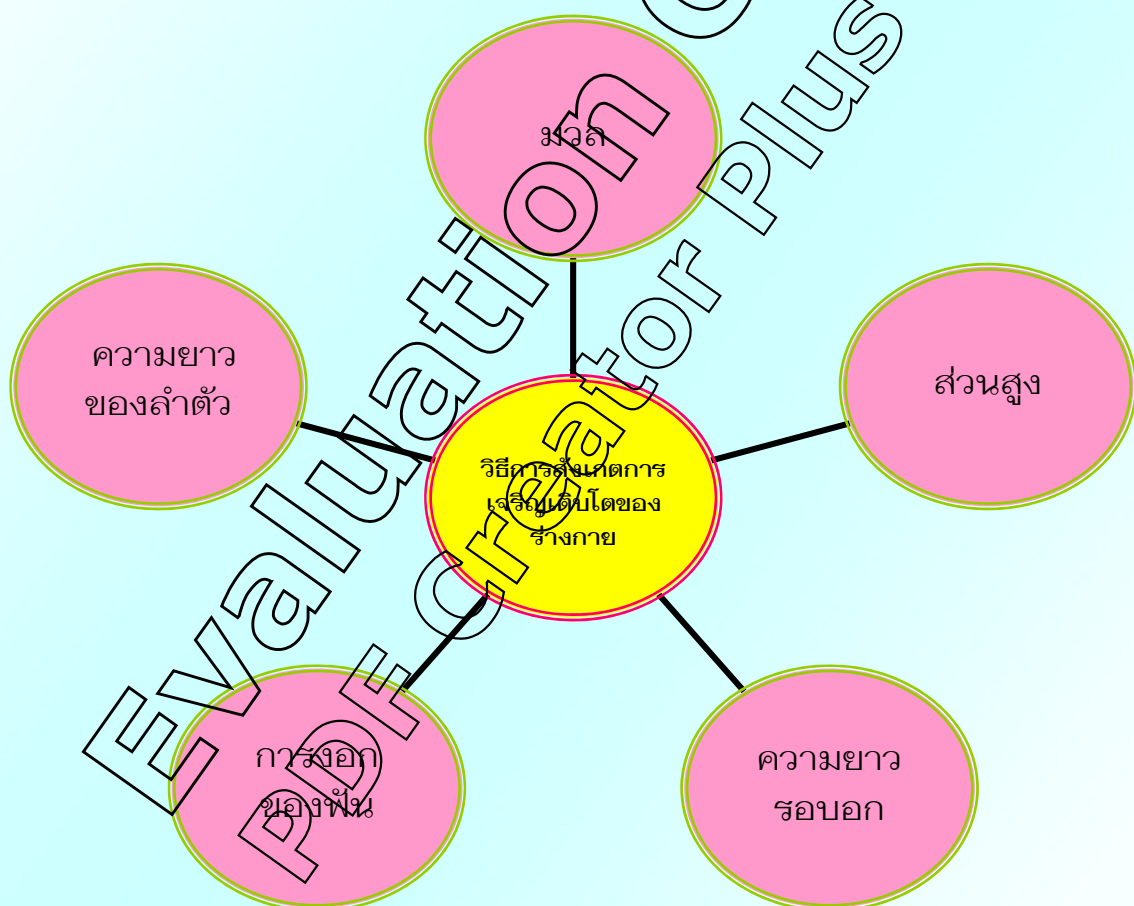 มวล
ความยาว
ของลำตัว
ส่วนสูง
วิธีการสังเกตการ
เจริญเติบโตของ
ร่างกาย
การงอก
ของฟัน
ความยาว
รอบอก
Evaluation
PDF Creator Plus